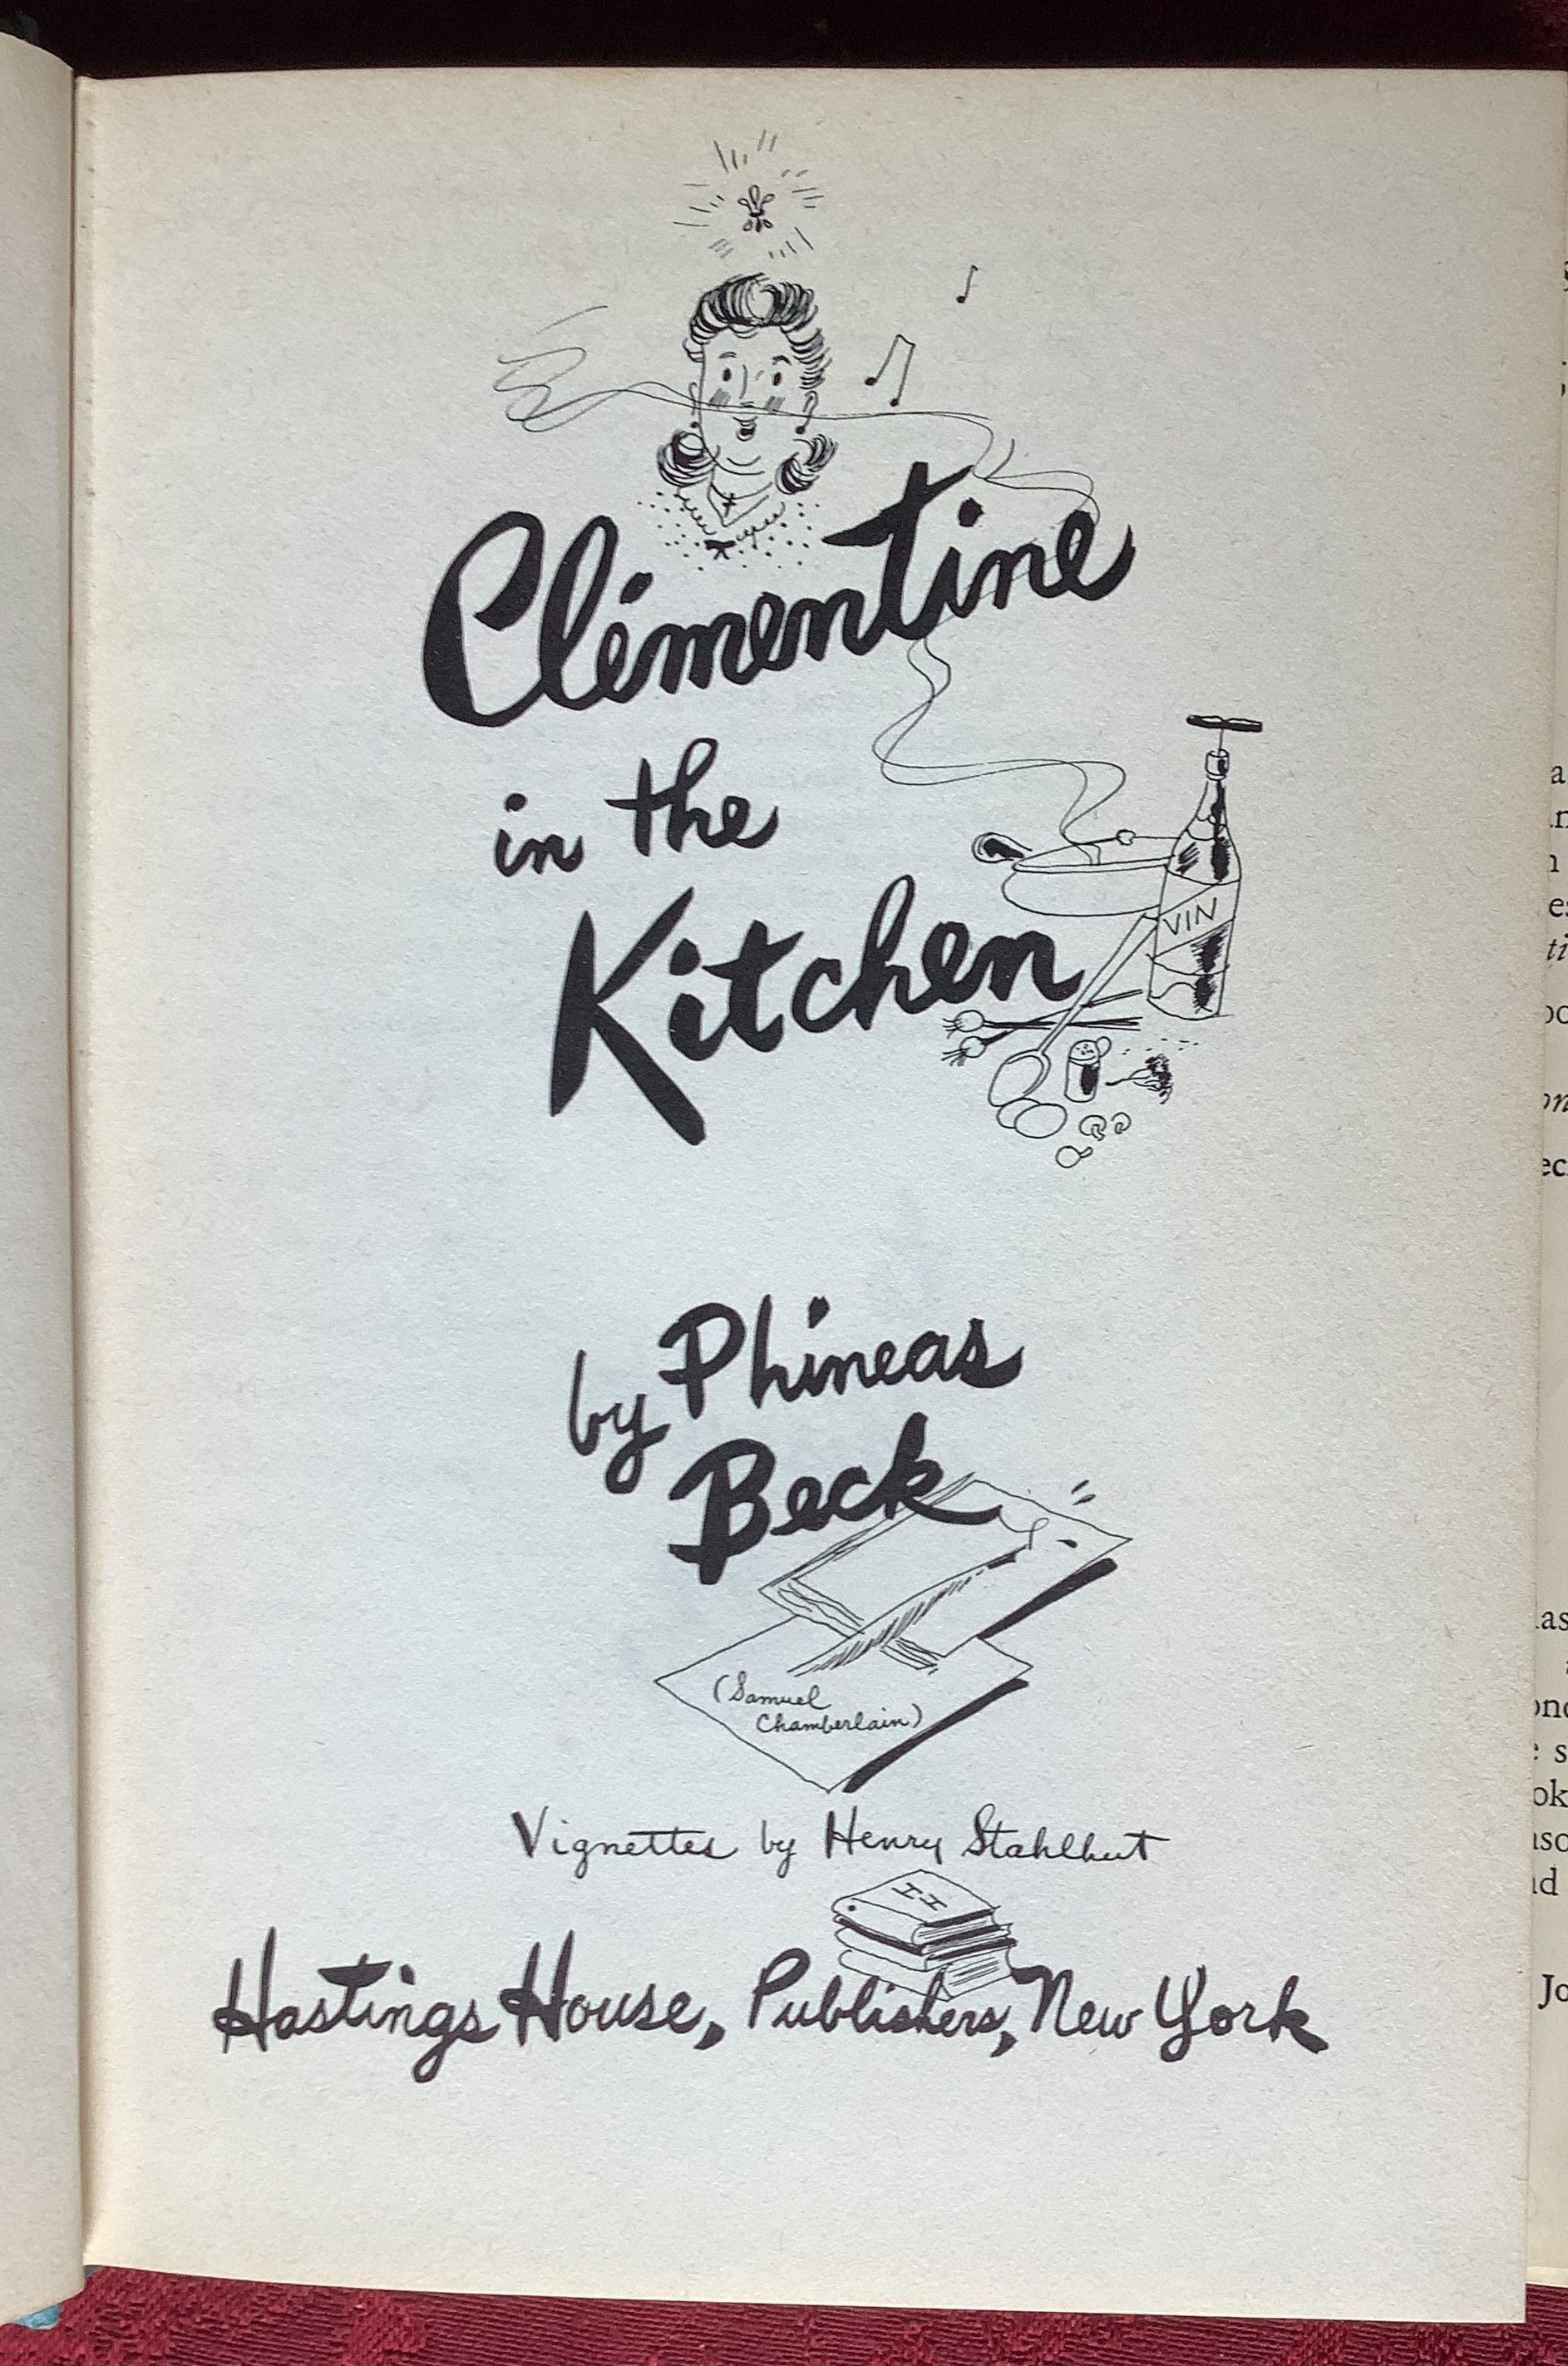 Clémentine
in the
Kitchen
VIN
by Phineas
Beck
(Samuel
Chamberlain)
Vignettes by Henry Stahlhut
HH
Hastings House, Publishers, New York